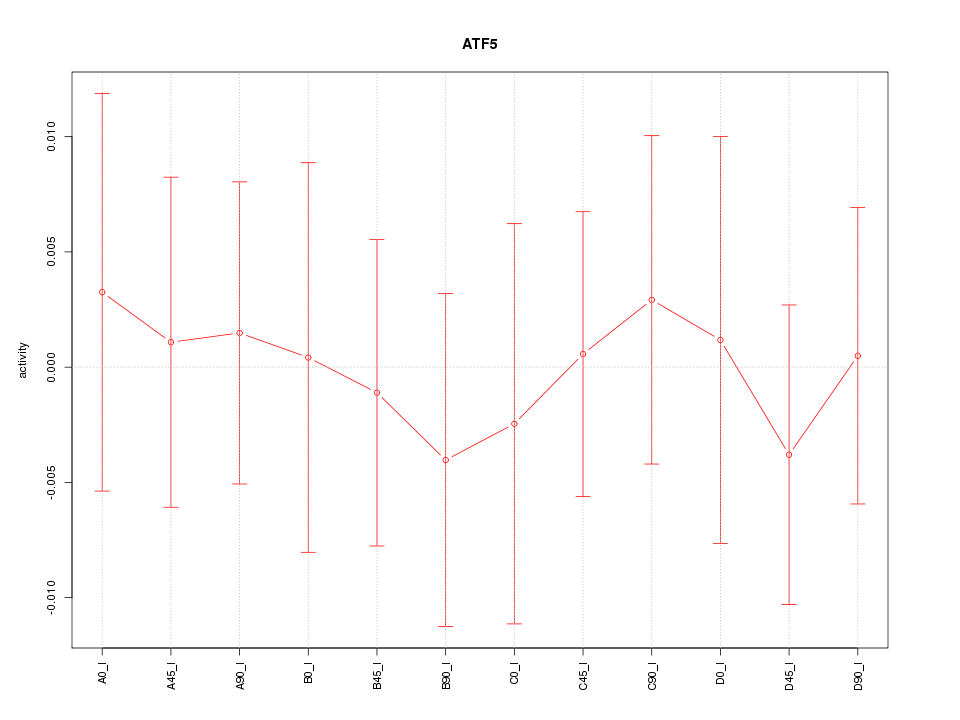 ATF5
activity
0.010
0.005
0.000
-0.005
-0.010
A0_I
A45_I
A90_I
B0_I
B45_I
B90_I
C0_I
C45_I
C90_I
D0_I
D45_I
D90_I